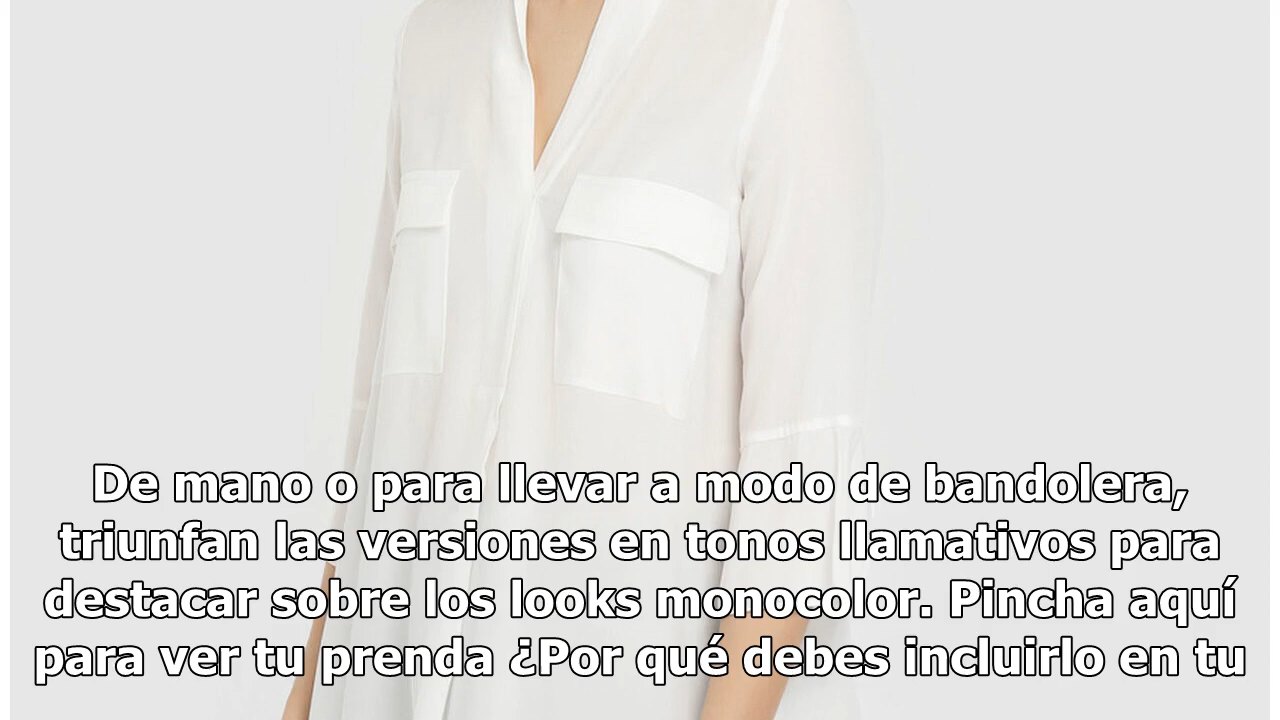 De mano o para llevar a modo de bandolera,
triunfan las versiones en tonos llamativos para
destacar sobre los looks monocolor. Pincha aquí
para ver tu prenda ¿Por qué debes incluirlo en tu